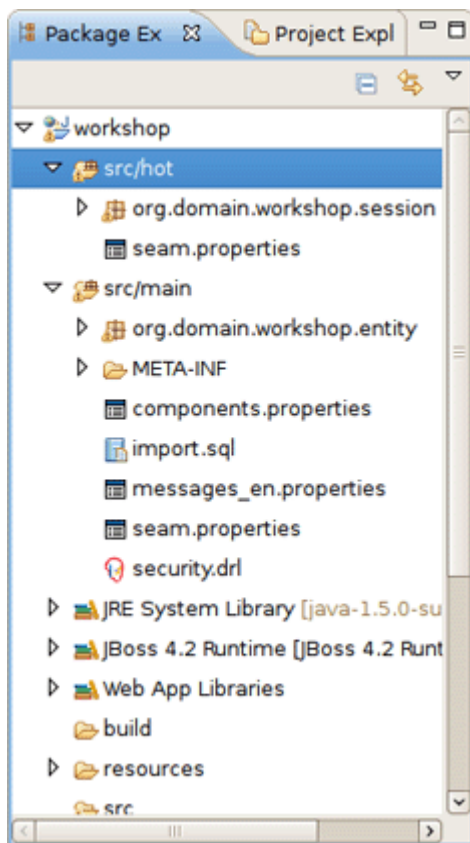 Package Ex Project Expl
workshop
src/hot
org.domain.workshop.session
seam.properties
src/main
org.domain.workshop.entity
META-INF
components.properties
import.sql
messages_en.properties
seam.properties
security.drl
JRE System Library [java-1.5.0-su
JBoss 4.2 Runtime [JBoss 4.2 Runt
Web App Libraries
build
resources
src